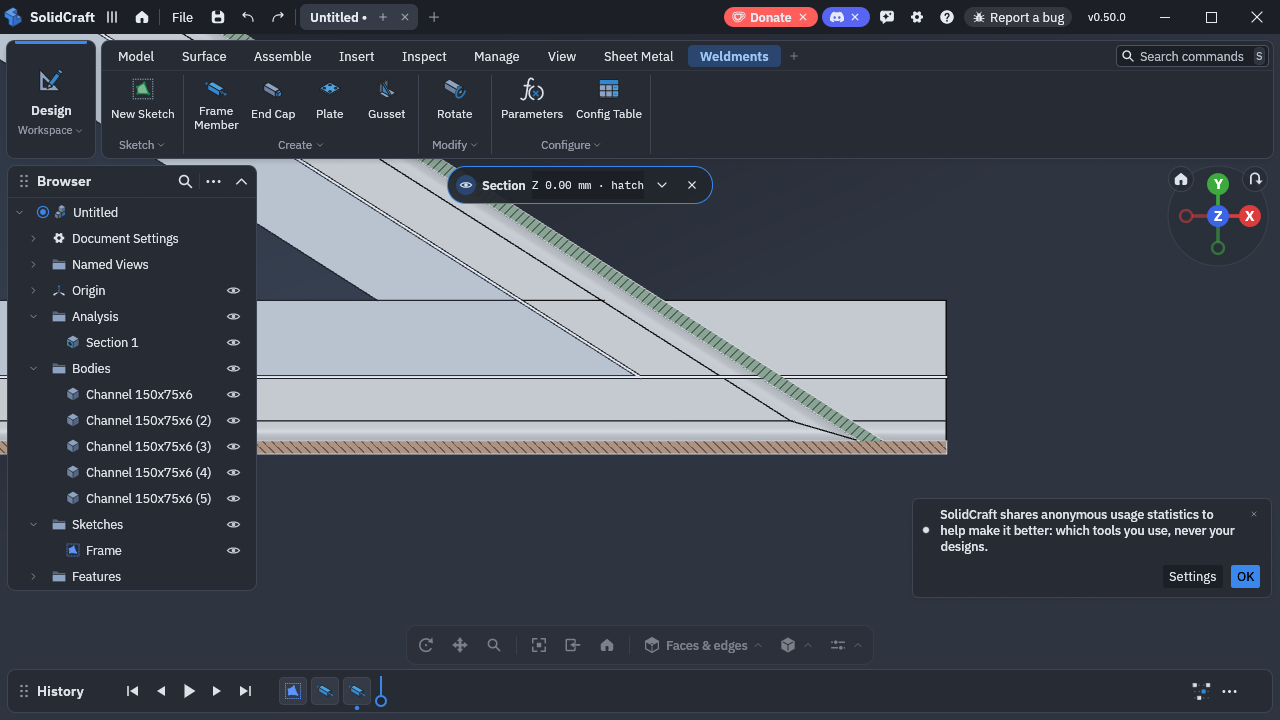 SolidCraft
File
Untitled •
Donate
Report a bug
v0.50.0
Design
Workspace
Model
Surface
Assemble
Insert
Inspect
Manage
View
Sheet Metal
Weldments
Search commands
S
New Sketch
Frame Member
End Cap
Plate
Gusset
Rotate
Parameters
Config Table
Sketch
Create
Modify
Configure
Browser
Untitled
Document Settings
Named Views
Origin
Analysis
Section 1
Bodies
Channel 150x75x6
Channel 150x75x6 (2)
Channel 150x75x6 (3)
Channel 150x75x6 (4)
Channel 150x75x6 (5)
Sketches
Frame
Features
Section Z 0.00 mm · hatch
Y
Z
X
SolidCraft shares anonymous usage statistics to
help make it better: which tools you use, never your
designs.
Settings
OK
Faces & edges
History